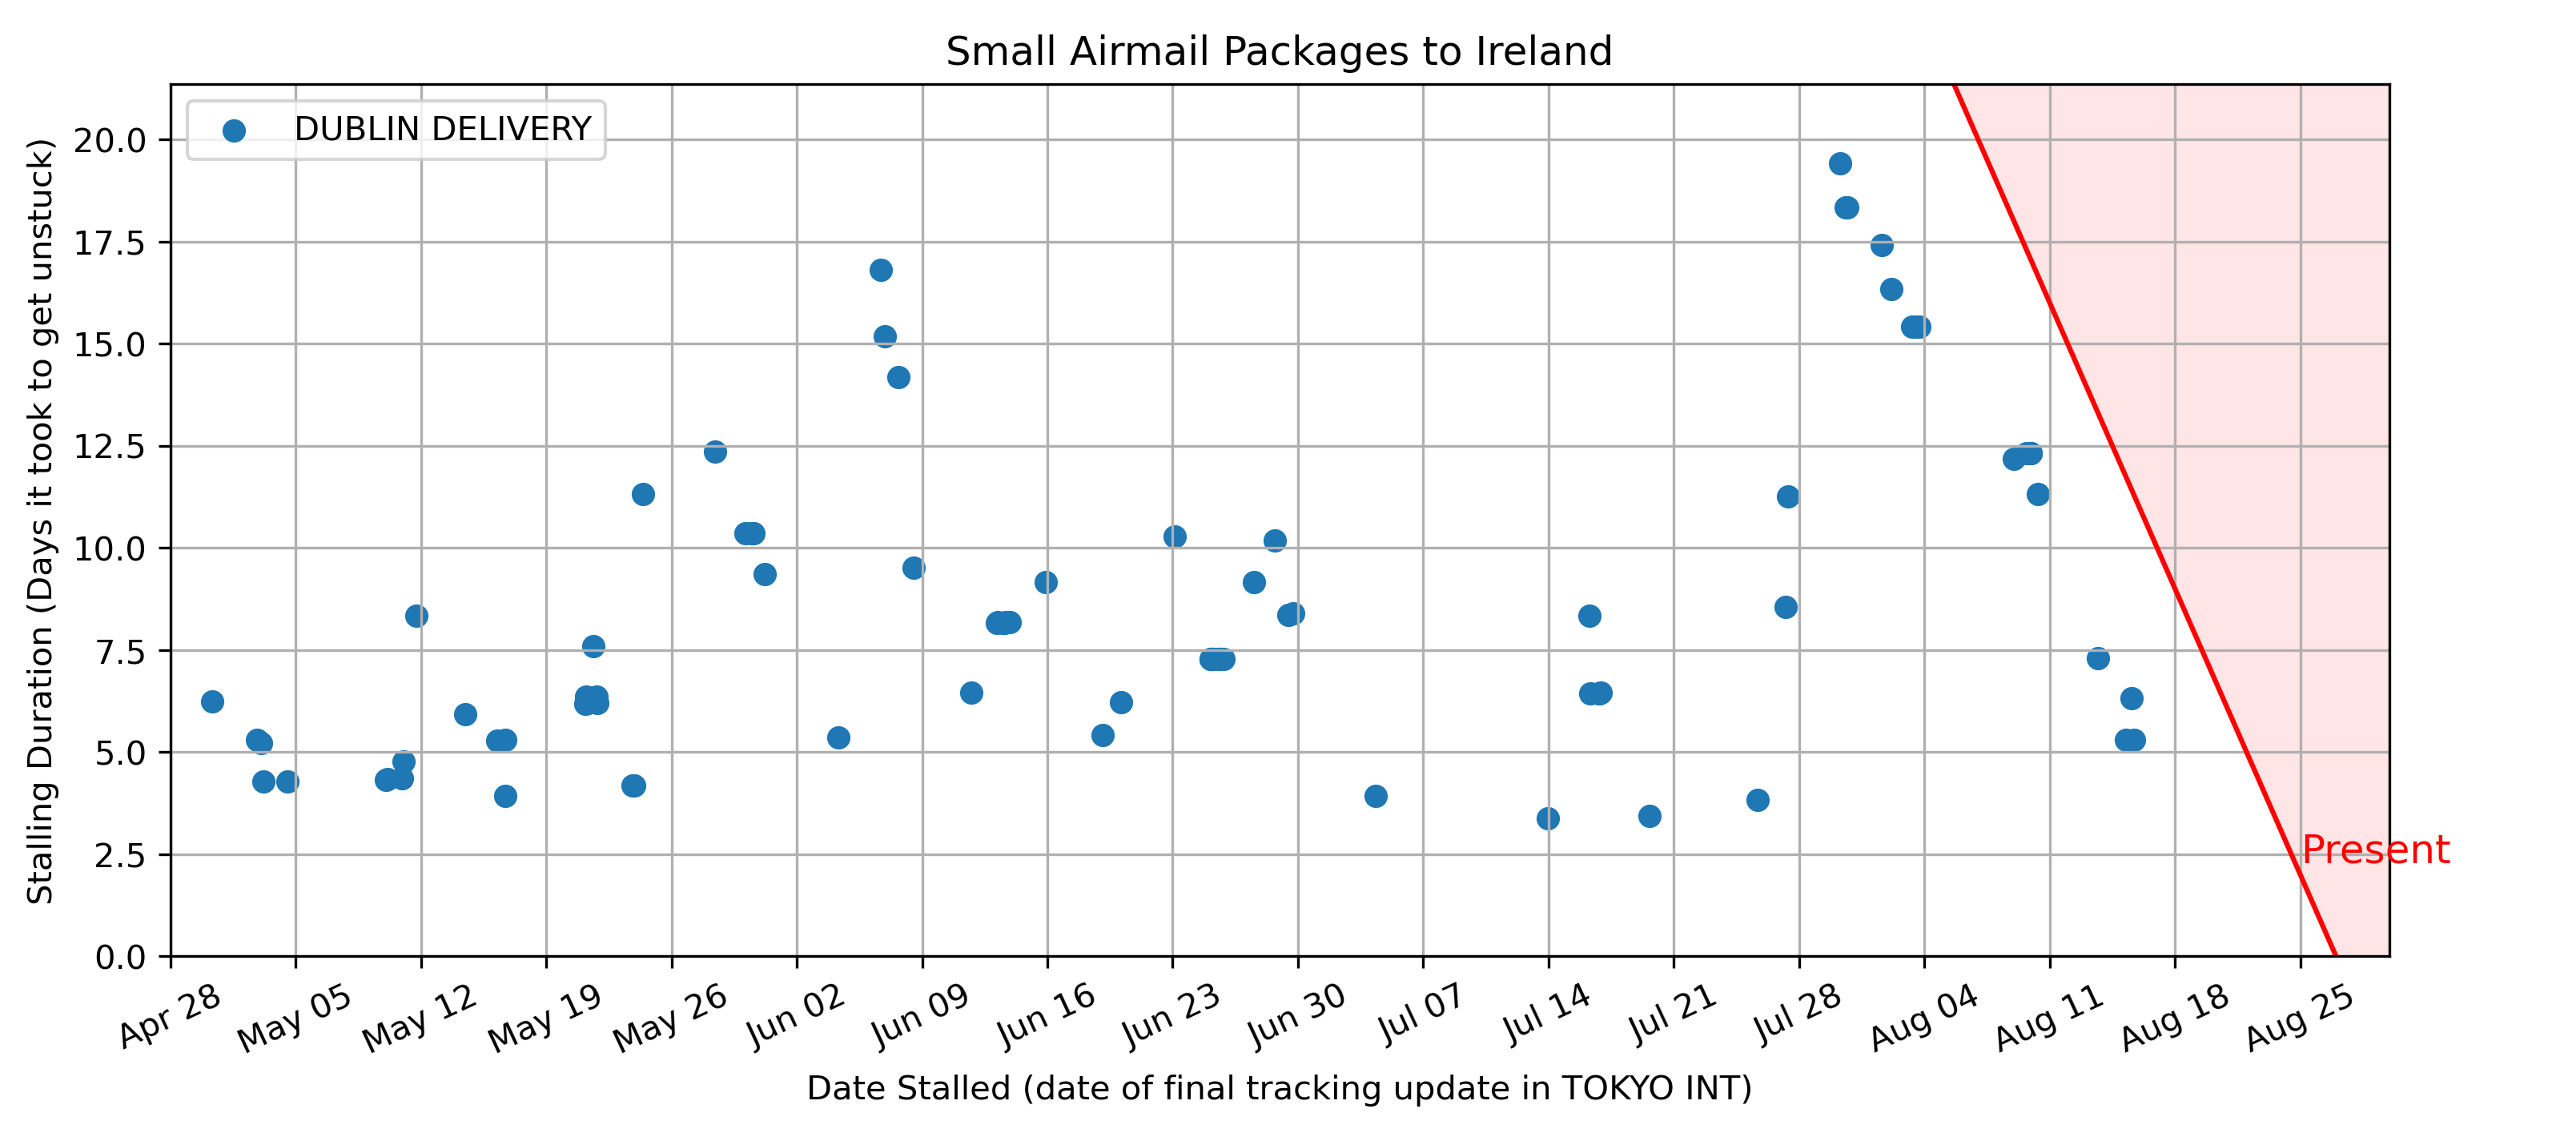 Small Airmail Packages to Ireland
DUBLIN DELIVERY
Stalling Duration (Days it took to get unstuck)
20.0
17.5
15.0
12.5
10.0
7.5
5.0
2.5
0.0
Present
Apr 28 May 05 May 12 May 19 May 26 Jun 02 Jun 09 Jun 16 Jun 23 Jun 30 Jul 07 Jul 14 Jul 21 Jul 28 Aug 04 Aug 11 Aug 18 Aug 25
Date Stalled (date of final tracking update in TOKYO INT)